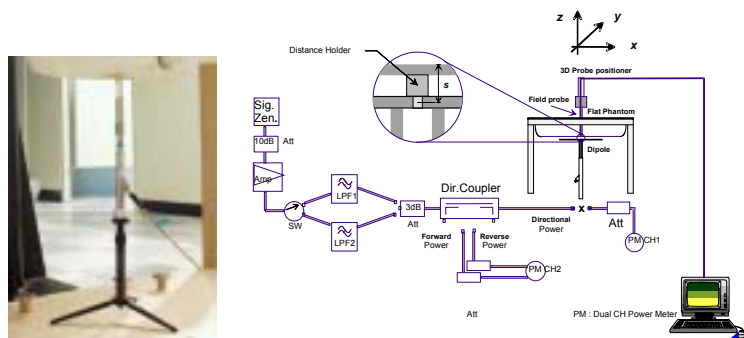 z
y
x
Distance Holder
s
3D Probe positioner
Field probe
Flat Phantom
Dipole
Sig.
Zen.
10dB
Att
Amp
SW
LPF1
LPF2
3dB
Att
Dir.Coupler
Forward
Power
Reverse
Power
Directional
Power
x
Att
PM CH1
PM CH2
Att
PM : Dual CH Power Meter